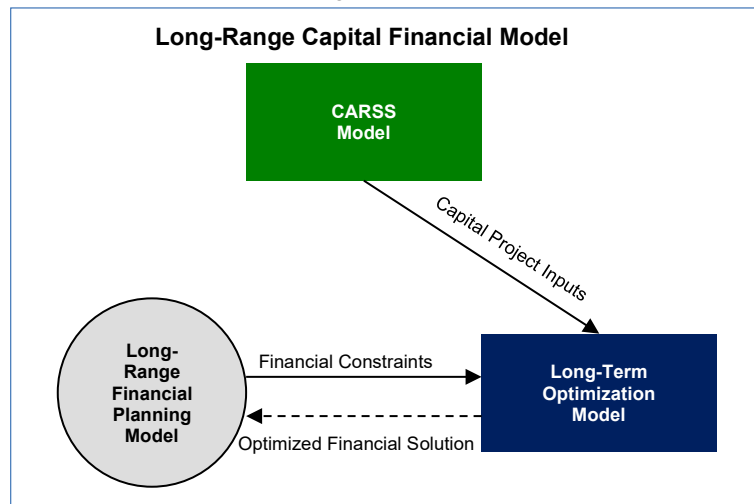 Long-Range Capital Financial Model
CARSS
Model
Capital Project Inputs
Long-
Range
Financial
Planning
Model
Financial Constraints
Optimized Financial Solution
Long-Term
Optimization
Model